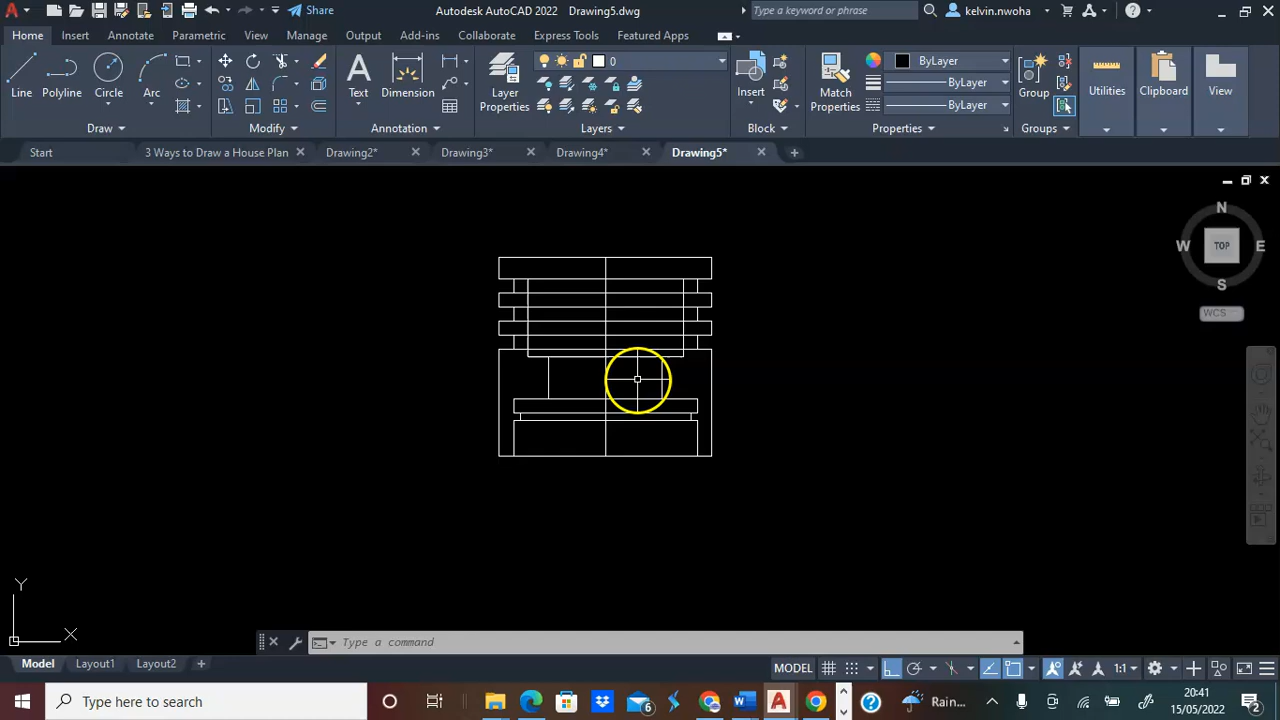 Share
Autodesk AutoCAD 2022 Drawing5.dwg
Type a keyword or phrase
kelvin.nwoha
Home Insert Annotate Parametric View Manage Output Add-ins Collaborate Express Tools Featured Apps
Line Polyline Circle Arc
Text Dimension
Layer Properties
0
Insert
Match Properties
ByLayer
ByLayer
ByLayer
Group
Utilities
Clipboard
View
Draw Modify Annotation Layers Block Properties Groups
Start 3 Ways to Draw a House Plan Drawing2* Drawing3* Drawing4* Drawing5*
N
W TOP E
S
WCS
Y
X
Type a command
Model Layout1 Layout2
MODEL 1:1
Type here to search
6
Rain...
20:41
15/05/2022
2